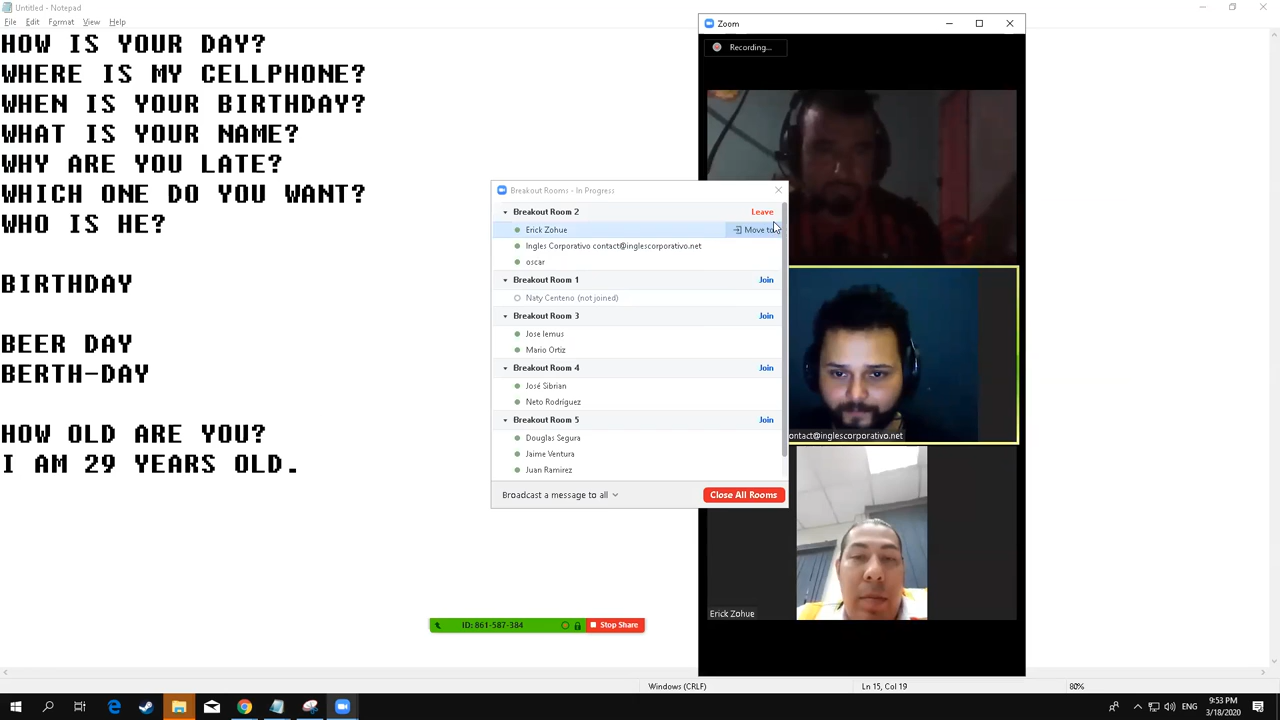 Untitled - Notepad
File Edit Format View Help
HOW IS YOUR DAY?
WHERE IS MY CELLPHONE?
WHEN IS YOUR BIRTHDAY?
WHAT IS YOUR NAME?
WHY ARE YOU LATE?
WHICH ONE DO YOU WANT?
WHO IS HE?
BIRTHDAY
BEER DAY
BERTH-DAY
HOW OLD ARE YOU?
I AM 29 YEARS OLD.
Zoom
Recording...
Breakout Rooms - In Progress
Breakout Room 2 Leave
Erick Zohue Move to
Ingles Corporativo contact@inglescorporativo.net
oscar
Breakout Room 1 Join
Naty Centeno (not joined)
Breakout Room 3 Join
Jose lemus
Mario Ortiz
Breakout Room 4 Join
José Sibrian
Neto Rodríguez
Breakout Room 5 Join
Douglas Segura
Jaime Ventura
Juan Ramirez
Broadcast a message to all Close All Rooms
ontact@inglescorporativo.net
Erick Zohue
ID: 861-587-384 Stop Share
Windows (CRLF) Ln 15, Col 19 80%
9:53 PM
3/18/2020